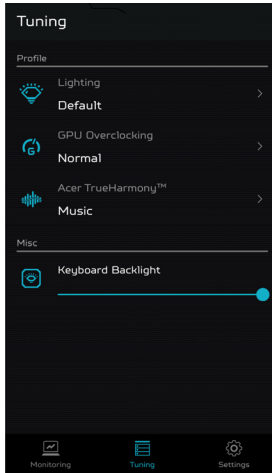 Tuning
Profile
Lighting
Default
GPU Overclocking
G
Normal
Acer TrueHarmony™
Music
Misc
Keyboard Backlight
Monitoring
Tuning
Settings